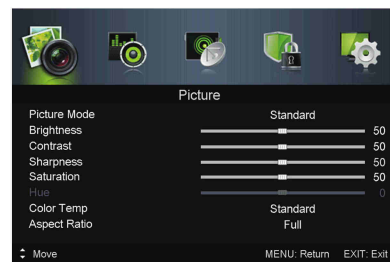 Picture
Picture Mode Standard
Brightness 50
Contrast 50
Sharpness 50
Saturation 50
Hue 0
Color Temp Standard
Aspect Ratio Full
Move MENU: Return EXIT: Exit